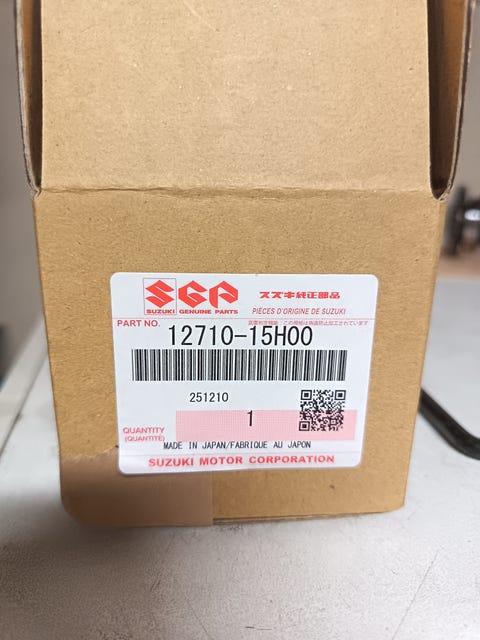 SGP
SUZUKI GENUINE PARTS
スズキ純正部品
PIÈCES D'ORIGINE DE SUZUKI
PART NO.
12710-15H00
251210
QUANTITY
(QUANTITÉ)
1
MADE IN JAPAN/FABRIQUE AU JAPON
SUZUKI MOTOR CORPORATION